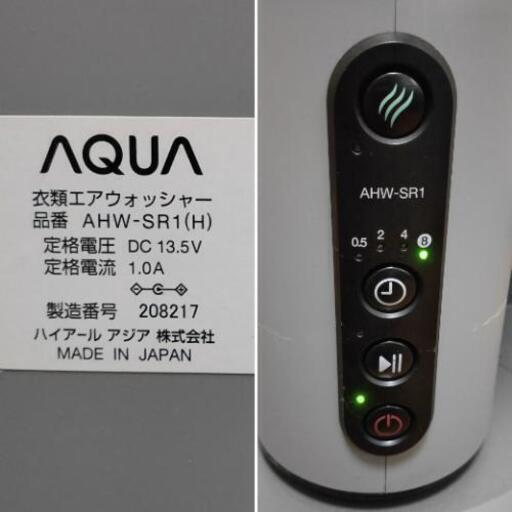 AQUA
衣類エアウォッシャー
品番 AHW-SR1(H)
定格電圧 DC 13.5V
定格電流 1.0A
製造番号 208217
ハイアール アジア 株式会社
MADE IN JAPAN
AHW-SR1
0.5 2 4 8